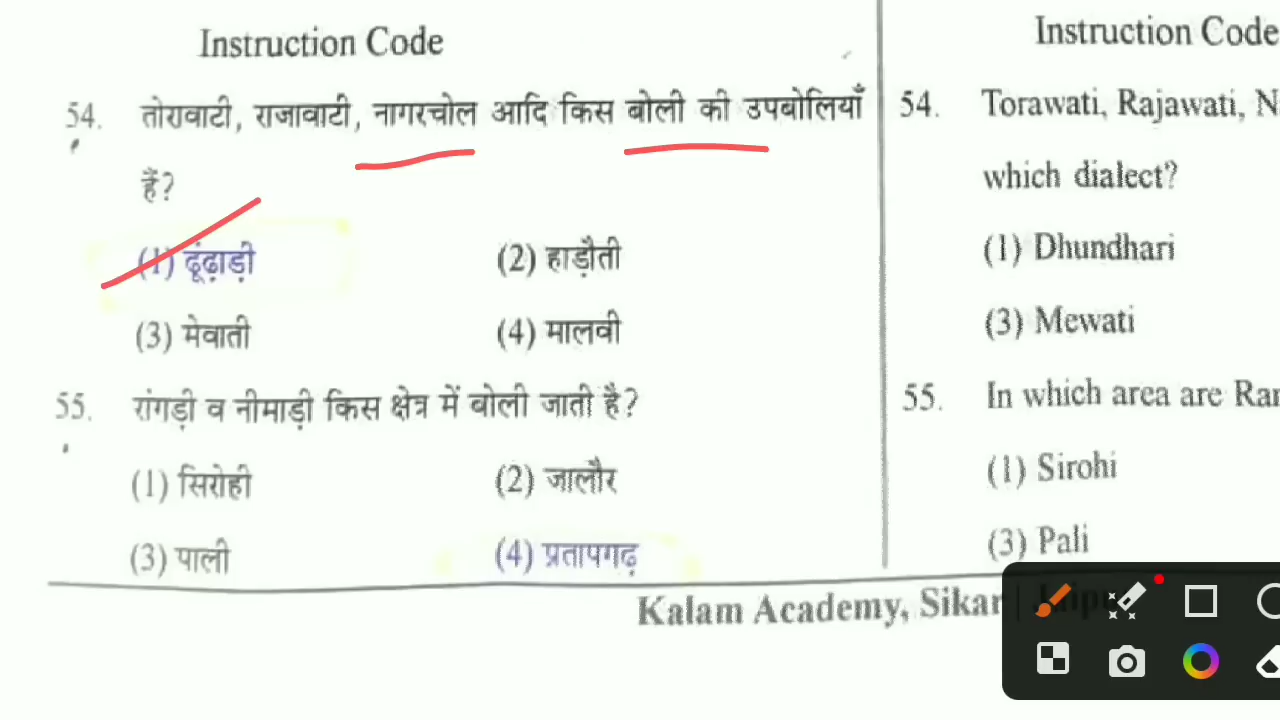 Instruction Code
54. तोरावाटी, राजावाटी, नागरचोल आदि किस बोली की उपबोलियाँ
हैं?
(1) ढूंढ़ाड़ी (2) हाड़ौती
(3) मेवाती (4) मालवी
55. रांगड़ी व नीमाड़ी किस क्षेत्र में बोली जाती है?
(1) सिरोही (2) जालौर
(3) पाली (4) प्रतापगढ़
Instruction Code
54. Torawati, Rajawati, N
which dialect?
(1) Dhundhari
(3) Mewati
55. In which area are Ran
(1) Sirohi
(3) Pali
Kalam Academy, Sikar